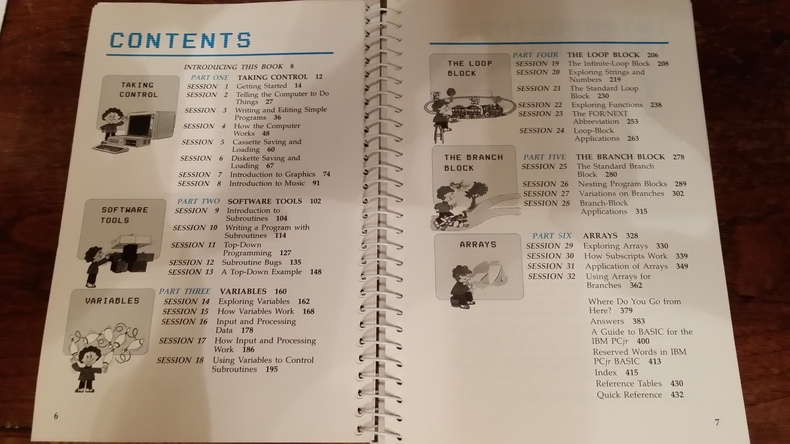 CONTENTS
INTRODUCING THIS BOOK 8
TAKING
CONTROL
PART ONE TAKING CONTROL 12
SESSION 1 Getting Started 14
SESSION 2 Telling the Computer to Do
Things 27
SESSION 3 Writing and Editing Simple
Programs 36
SESSION 4 How the Computer
Works 48
SESSION 5 Cassette Saving and
Loading 60
SESSION 6 Diskette Saving and
Loading 67
SESSION 7 Introduction to Graphics 74
SESSION 8 Introduction to Music 91
SOFTWARE
TOOLS
PART TWO SOFTWARE TOOLS 102
SESSION 9 Introduction to
Subroutines 104
SESSION 10 Writing a Program with
Subroutines 114
SESSION 11 Top-Down
Programming 127
SESSION 12 Subroutine Bugs 135
SESSION 13 A Top-Down Example 148
VARIABLES
PART THREE VARIABLES 160
SESSION 14 Exploring Variables 162
SESSION 15 How Variables Work 168
SESSION 16 Input and Processing
Data 178
SESSION 17 How Input and Processing
Work 186
SESSION 18 Using Variables to Control
Subroutines 195
6
THE LOOP
BLOCK
PART FOUR THE LOOP BLOCK 206
SESSION 19 The Infinite-Loop Block 208
SESSION 20 Exploring Strings and
Numbers 219
SESSION 21 The Standard Loop
Block 230
SESSION 22 Exploring Functions 238
SESSION 23 The FOR/NEXT
Abbreviation 253
SESSION 24 Loop-Block
Applications 263
THE BRANCH
BLOCK
PART FIVE THE BRANCH BLOCK 278
SESSION 25 The Standard Branch
Block 280
SESSION 26 Nesting Program Blocks 289
SESSION 27 Variations on Branches 302
SESSION 28 Branch-Block
Applications 315
ARRAYS
PART SIX ARRAYS 328
SESSION 29 Exploring Arrays 330
SESSION 30 How Subscripts Work 339
SESSION 31 Application of Arrays 349
SESSION 32 Using Arrays for
Branches 362
Where Do You Go from
Here? 379
Answers 383
A Guide to BASIC for the
IBM PCjr 400
Reserved Words in IBM
PCjr BASIC 413
Index 415
Reference Tables 430
Quick Reference 432
7